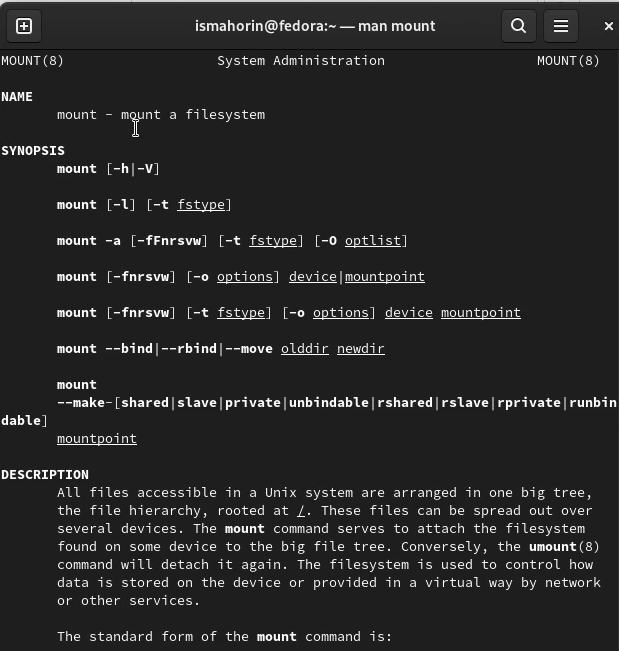 ismahorin@fedora:~ — man mount
MOUNT(8) System Administration MOUNT(8)
NAME
mount - mount a filesystem
SYNOPSIS
mount [-h|-V]
mount [-l] [-t fstype]
mount -a [-fFnrsvw] [-t fstype] [-O optlist]
mount [-fnrsvw] [-o options] device|mountpoint
mount [-fnrsvw] [-t fstype] [-o options] device mountpoint
mount --bind|--rbind|--move olddir newdir
mount
--make-[shared|slave|private|unbindable|rshared|rslave|rprivate|runbin
dable]
mountpoint
DESCRIPTION
All files accessible in a Unix system are arranged in one big tree,
the file hierarchy, rooted at /. These files can be spread out over
several devices. The mount command serves to attach the filesystem
found on some device to the big file tree. Conversely, the umount(8)
command will detach it again. The filesystem is used to control how
data is stored on the device or provided in a virtual way by network
or other services.
The standard form of the mount command is: